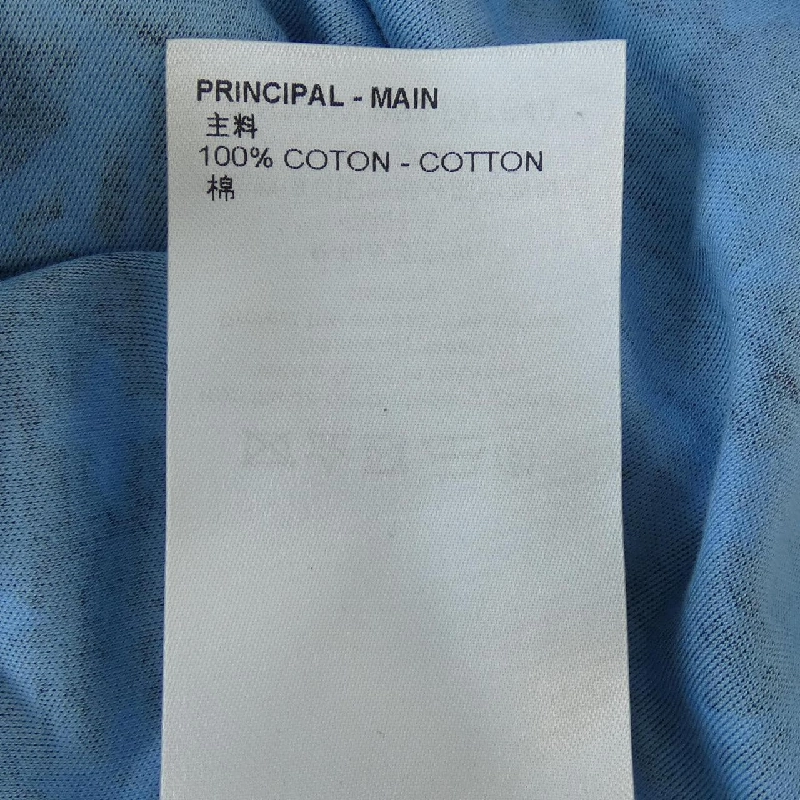 PRINCIPAL - MAIN
主料
100% COTON - COTTON
棉